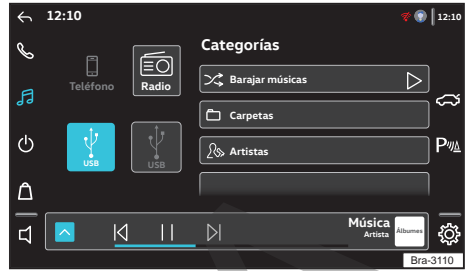 12:10
12:10
Categorías
Teléfono
Radio
Barajar músicas
Carpetas
USB
USB
Artistas
P
Música
Artista
Álbumes
Bra-3110